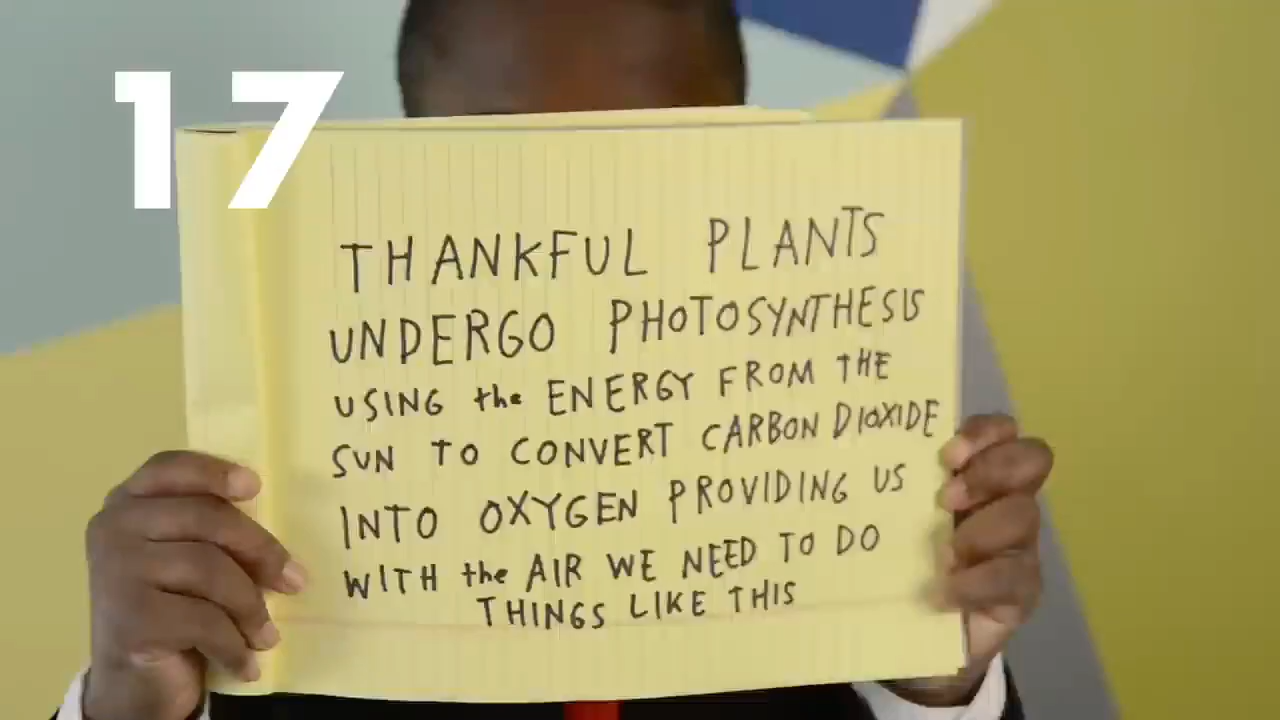 17
THANKFUL PLANTS
UNDERGO PHOTOSYNTHESIS
USING the ENERGY FROM THE
SUN TO CONVERT CARBON DIOXIDE
INTO OXYGEN PROVIDING US
WITH the AIR WE NEED TO DO
THINGS LIKE THIS